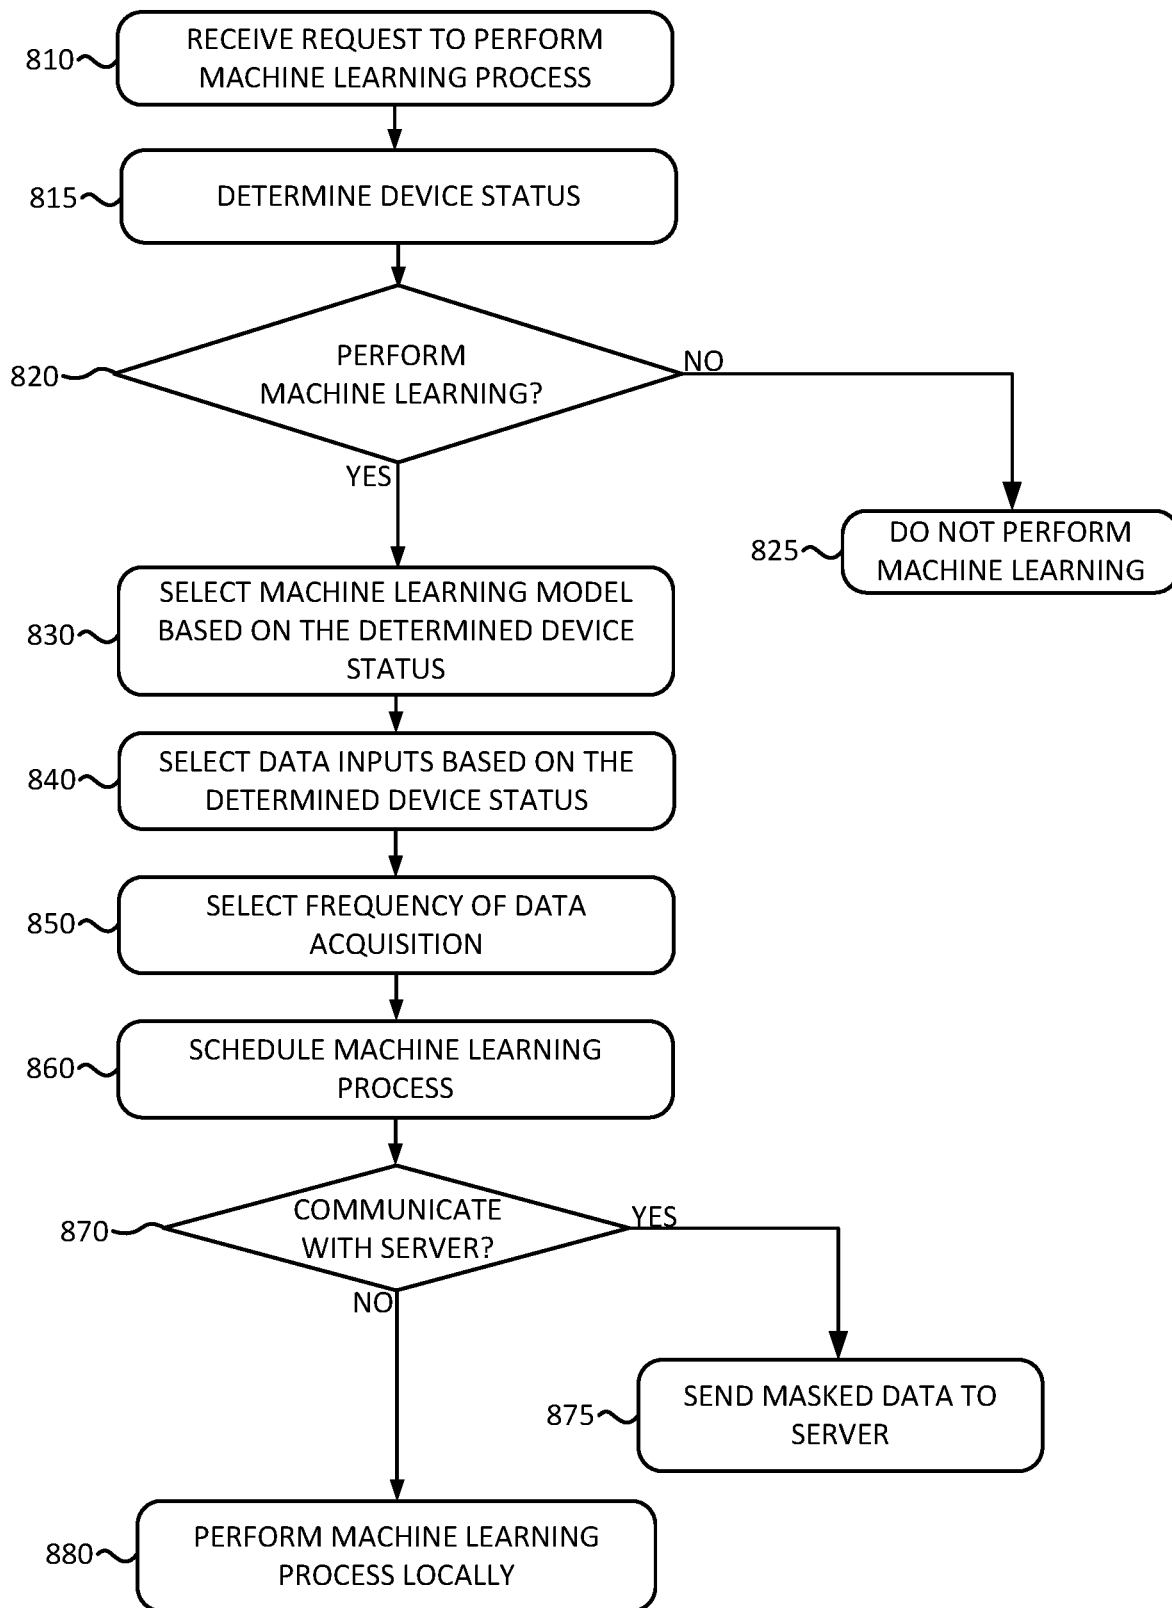 810
RECEIVE REQUEST TO PERFORM
MACHINE LEARNING PROCESS
815
DETERMINE DEVICE STATUS
820
PERFORM
MACHINE LEARNING?
NO
YES
825
DO NOT PERFORM
MACHINE LEARNING
830
SELECT MACHINE LEARNING MODEL
BASED ON THE DETERMINED DEVICE
STATUS
840
SELECT DATA INPUTS BASED ON THE
DETERMINED DEVICE STATUS
850
SELECT FREQUENCY OF DATA
ACQUISITION
860
SCHEDULE MACHINE LEARNING
PROCESS
870
COMMUNICATE
WITH SERVER?
YES
NO
875
SEND MASKED DATA TO
SERVER
880
PERFORM MACHINE LEARNING
PROCESS LOCALLY